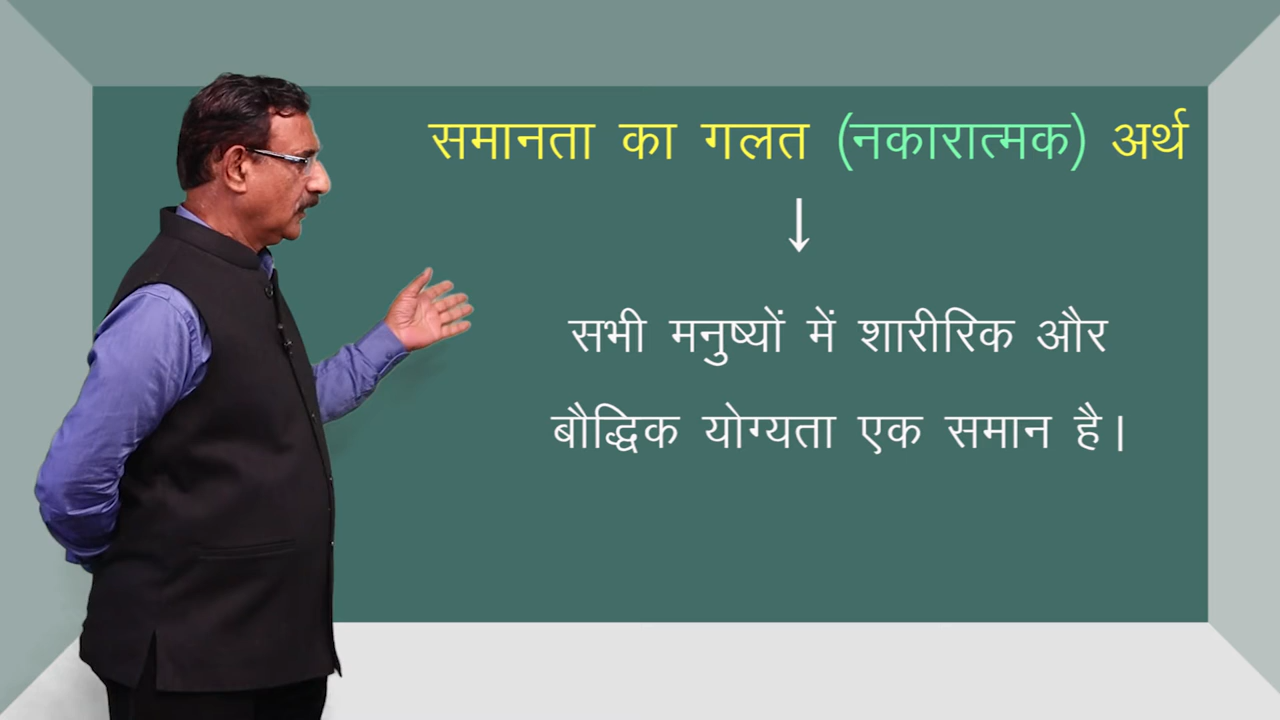 समानता का गलत (नकारात्मक) अर्थ
↓
सभी मनुष्यों में शारीरिक और
बौद्धिक योग्यता एक समान है।